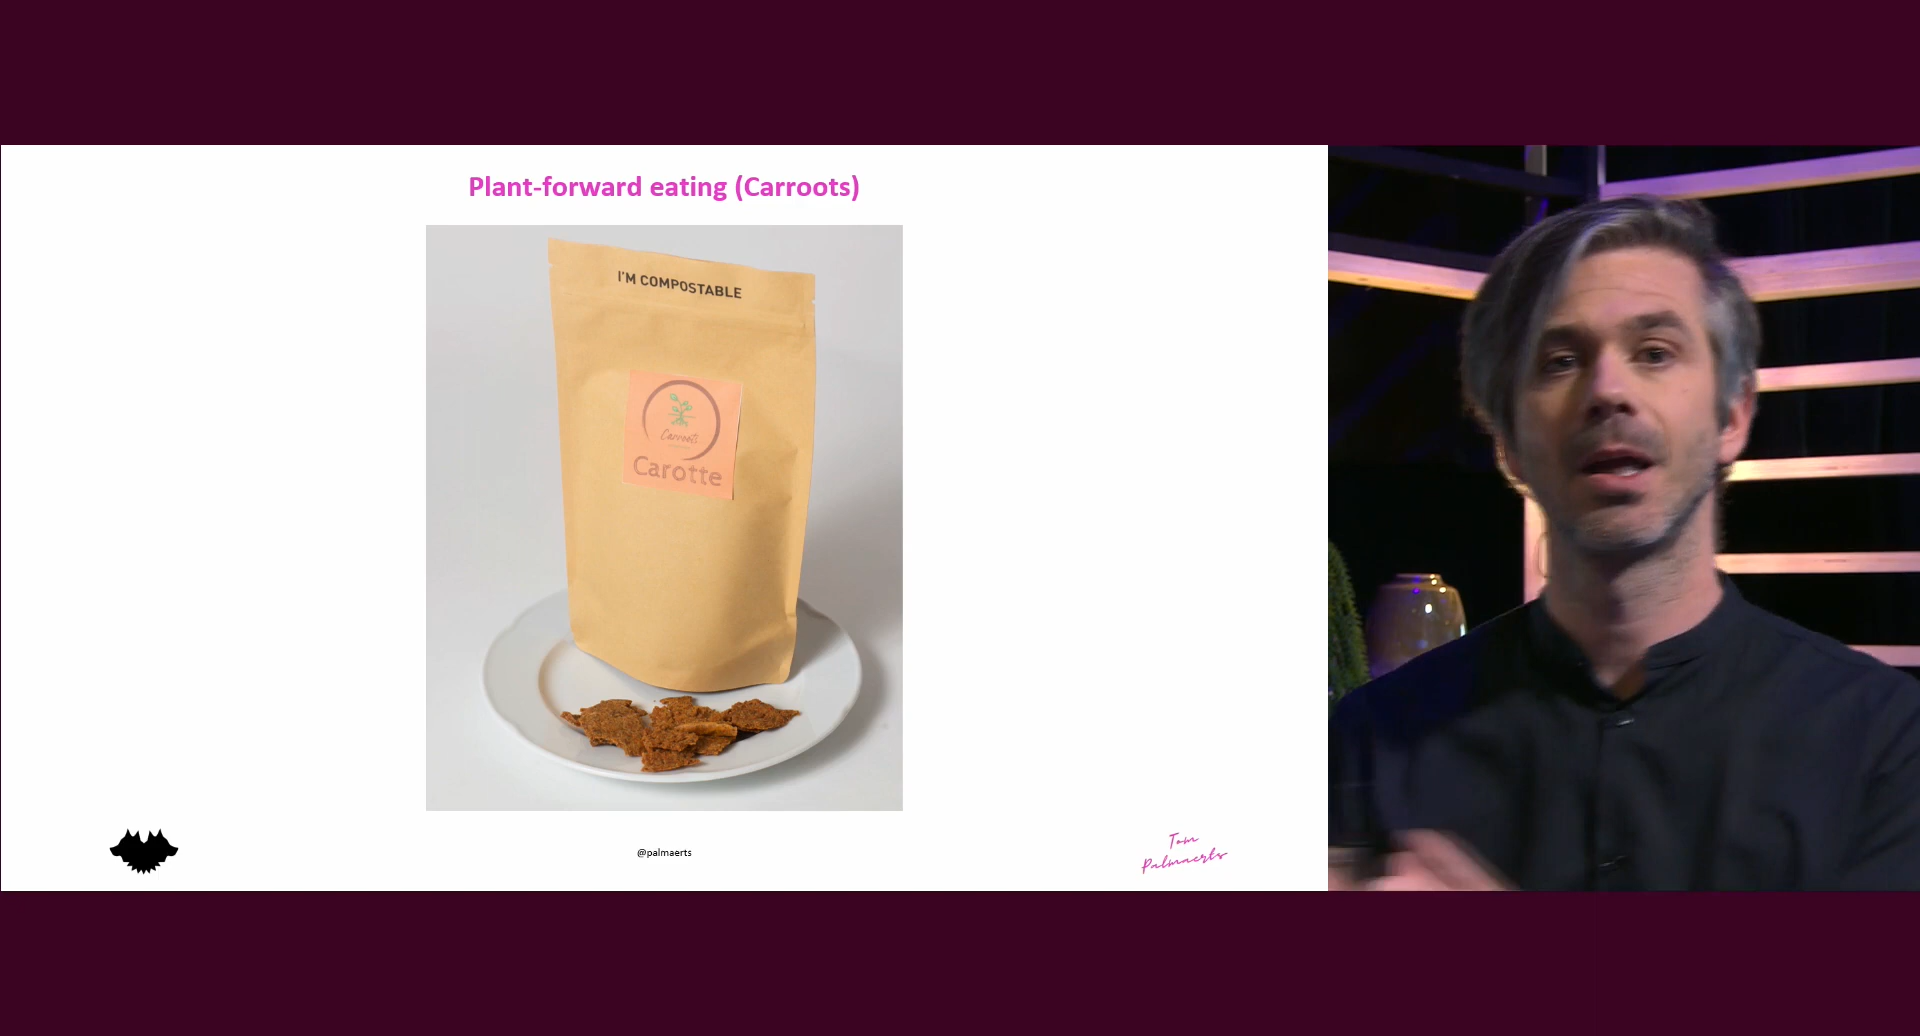 Plant-forward eating (Carroots)
I'M COMPOSTABLE
Carroots
Carotte
@palmaerts
Tom
Palmaerts